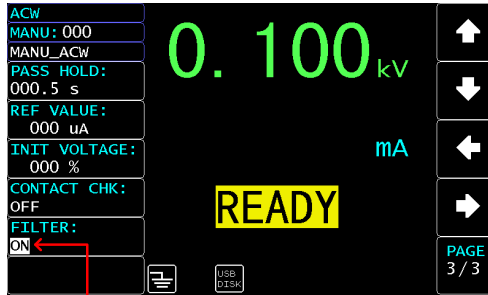 ACW
MANU: 000
MANU_ACW
PASS HOLD:
000.5 s
REF VALUE:
000 uA
INIT VOLTAGE:
000 %
CONTACT CHK:
OFF
FILTER:
ON
0.100 kV
mA
READY
USB
DISK
PAGE
3/3